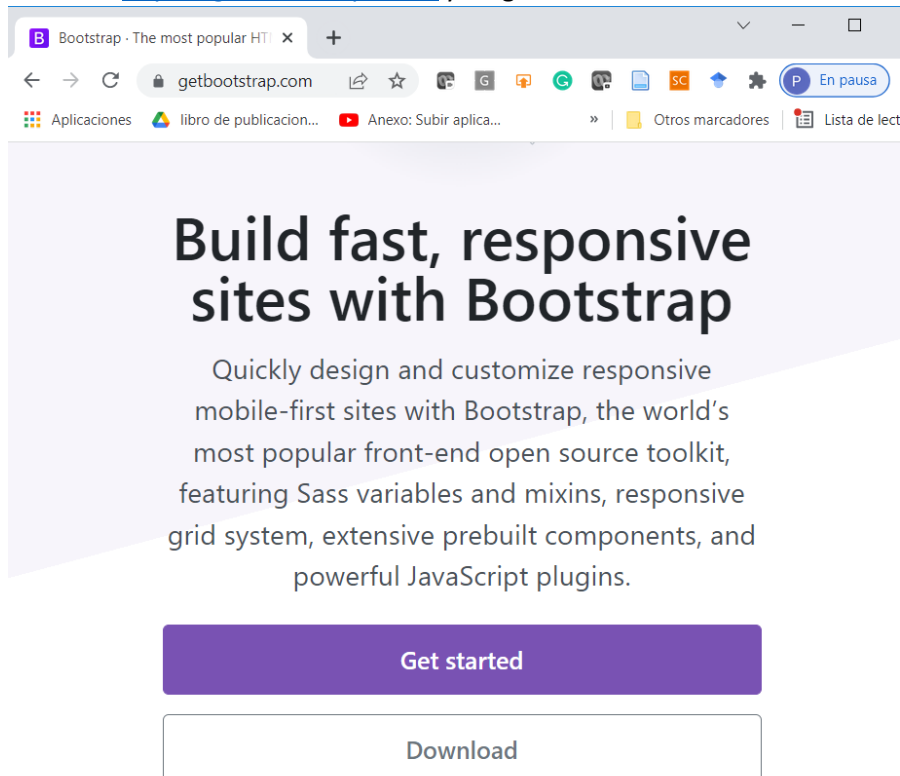 Bootstrap · The most popular HT
getbootstrap.com
G
G
SC
P
En pausa
Aplicaciones
libro de publicacion...
Anexo: Subir aplica...
»
Otros marcadores
Lista de lect
Build fast, responsive
sites with Bootstrap
Quickly design and customize responsive
mobile-first sites with Bootstrap, the world's
most popular front-end open source toolkit,
featuring Sass variables and mixins, responsive
grid system, extensive prebuilt components, and
powerful JavaScript plugins.
Get started
Download